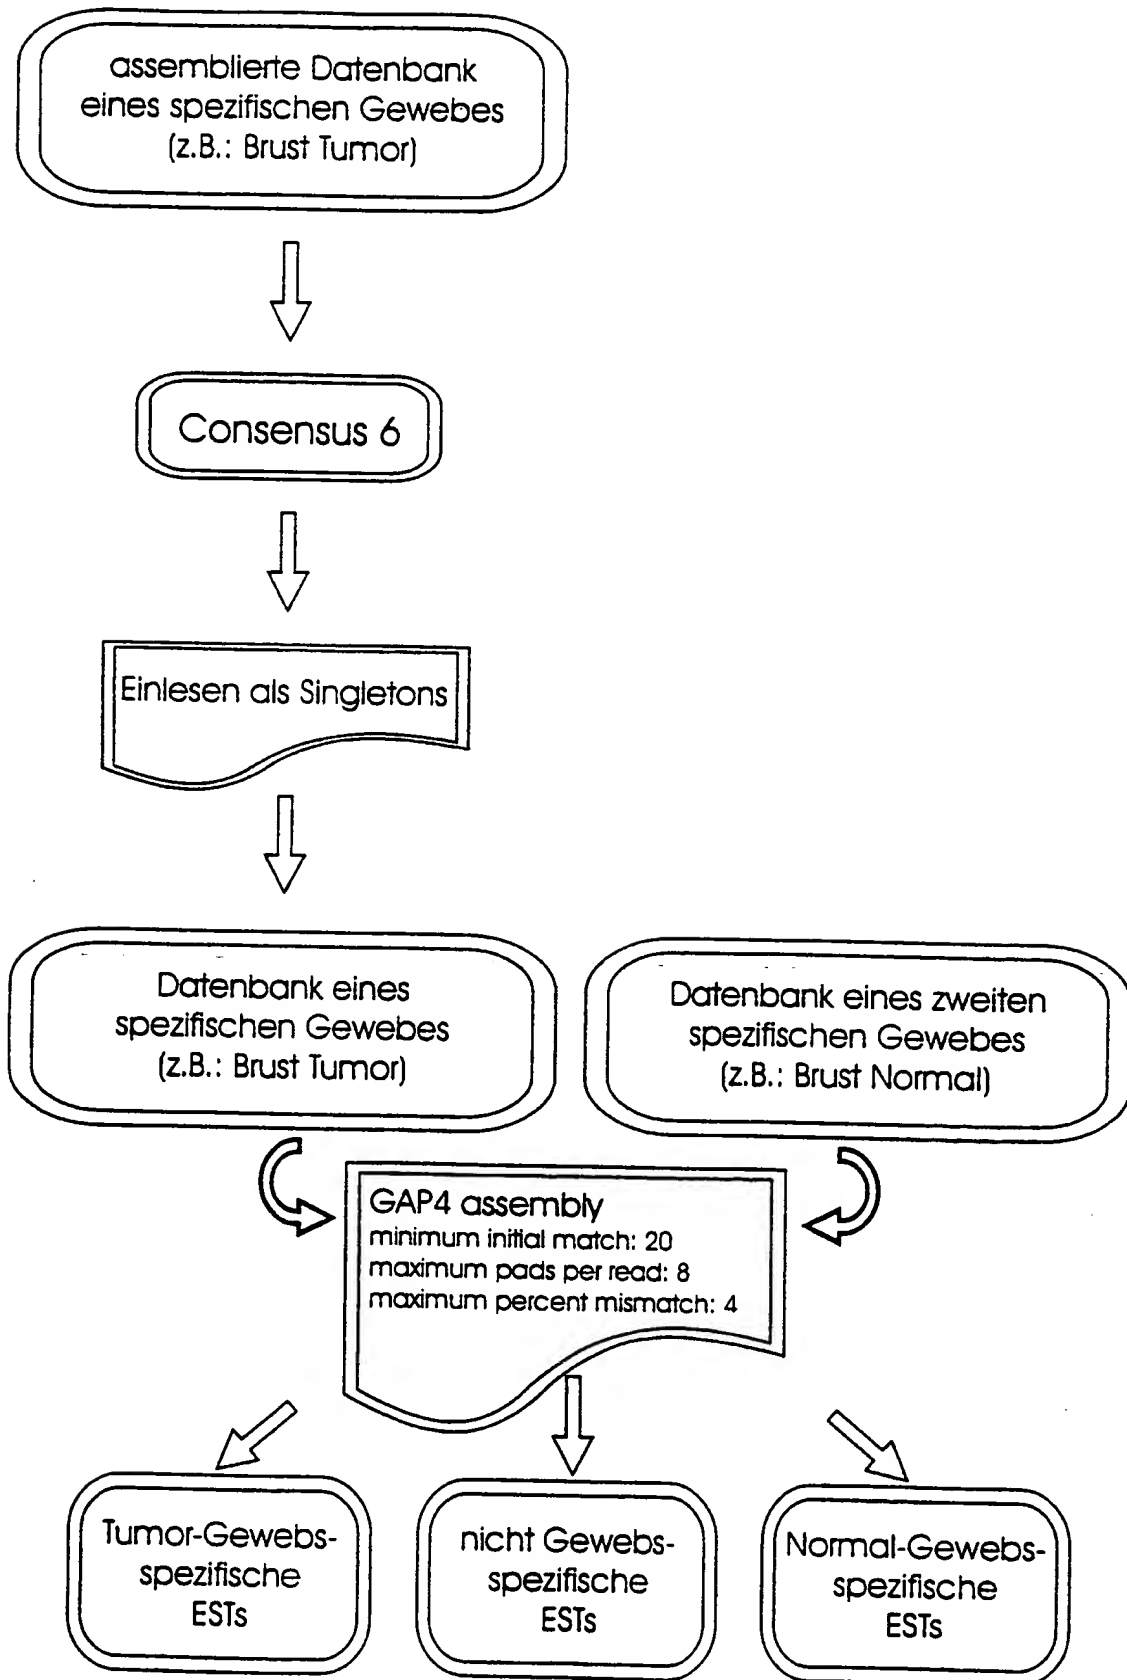 assemblierte Datenbank
eines spezifischen Gewebes
(z.B.: Brust Tumor)
Consensus 6
Einlesen als Singletons
Datenbank eines
spezifischen Gewebes
(z.B.: Brust Tumor)
Datenbank eines zweiten
spezifischen Gewebes
(z.B.: Brust Normal)
GAP4 assembly
minimum initial match: 20
maximum pads per read: 8
maximum percent mismatch: 4
Tumor-Gewebs-
spezifische
ESTs
nicht Gewebs-
spezifische
ESTs
Normal-Gewebs-
spezifische
ESTs